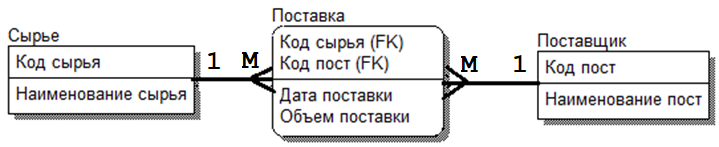 Сырье
Код сырья
Наименование сырья
1 М
Поставка
Код сырья (FK)
Код пост (FK)
Дата поставки
Объем поставки
М 1
Поставщик
Код пост
Наименование пост